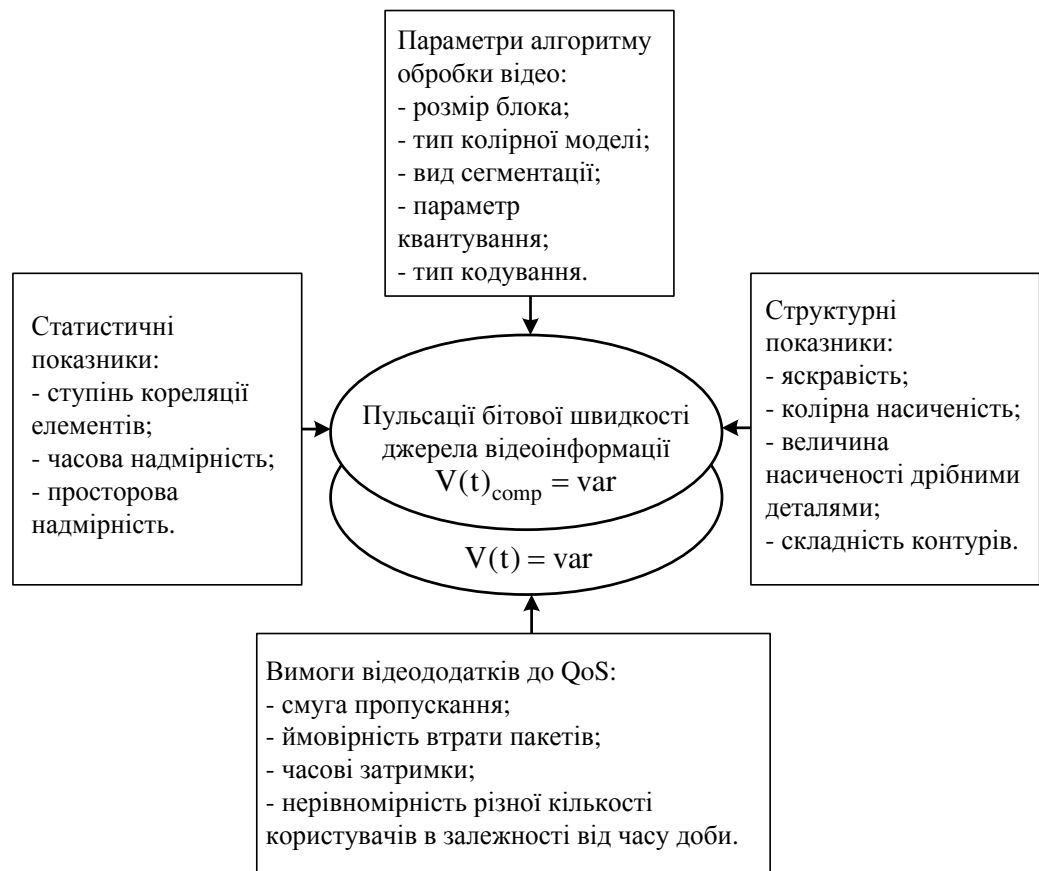 Параметри алгоритму
обробки відео:
- розмір блока;
- тип колірної моделі;
- вид сегментації;
- параметр
квантування;
- тип кодування.
Статистичні
показники:
- ступінь кореляції
елементів;
- часова надмірність;
- просторова
надмірність.
Пульсації бітової швидкості
джерела відеоінформації
V(t)comp = var
V(t) = var
Структурні
показники:
- яскравість;
- колірна насиченість;
- величина
насиченості дрібними
деталями;
- складність контурів.
Вимоги відеододатків до QoS:
- смуга пропускання;
- ймовірність втрати пакетів;
- часові затримки;
- нерівномірність різної кількості
користувачів в залежності від часу доби.